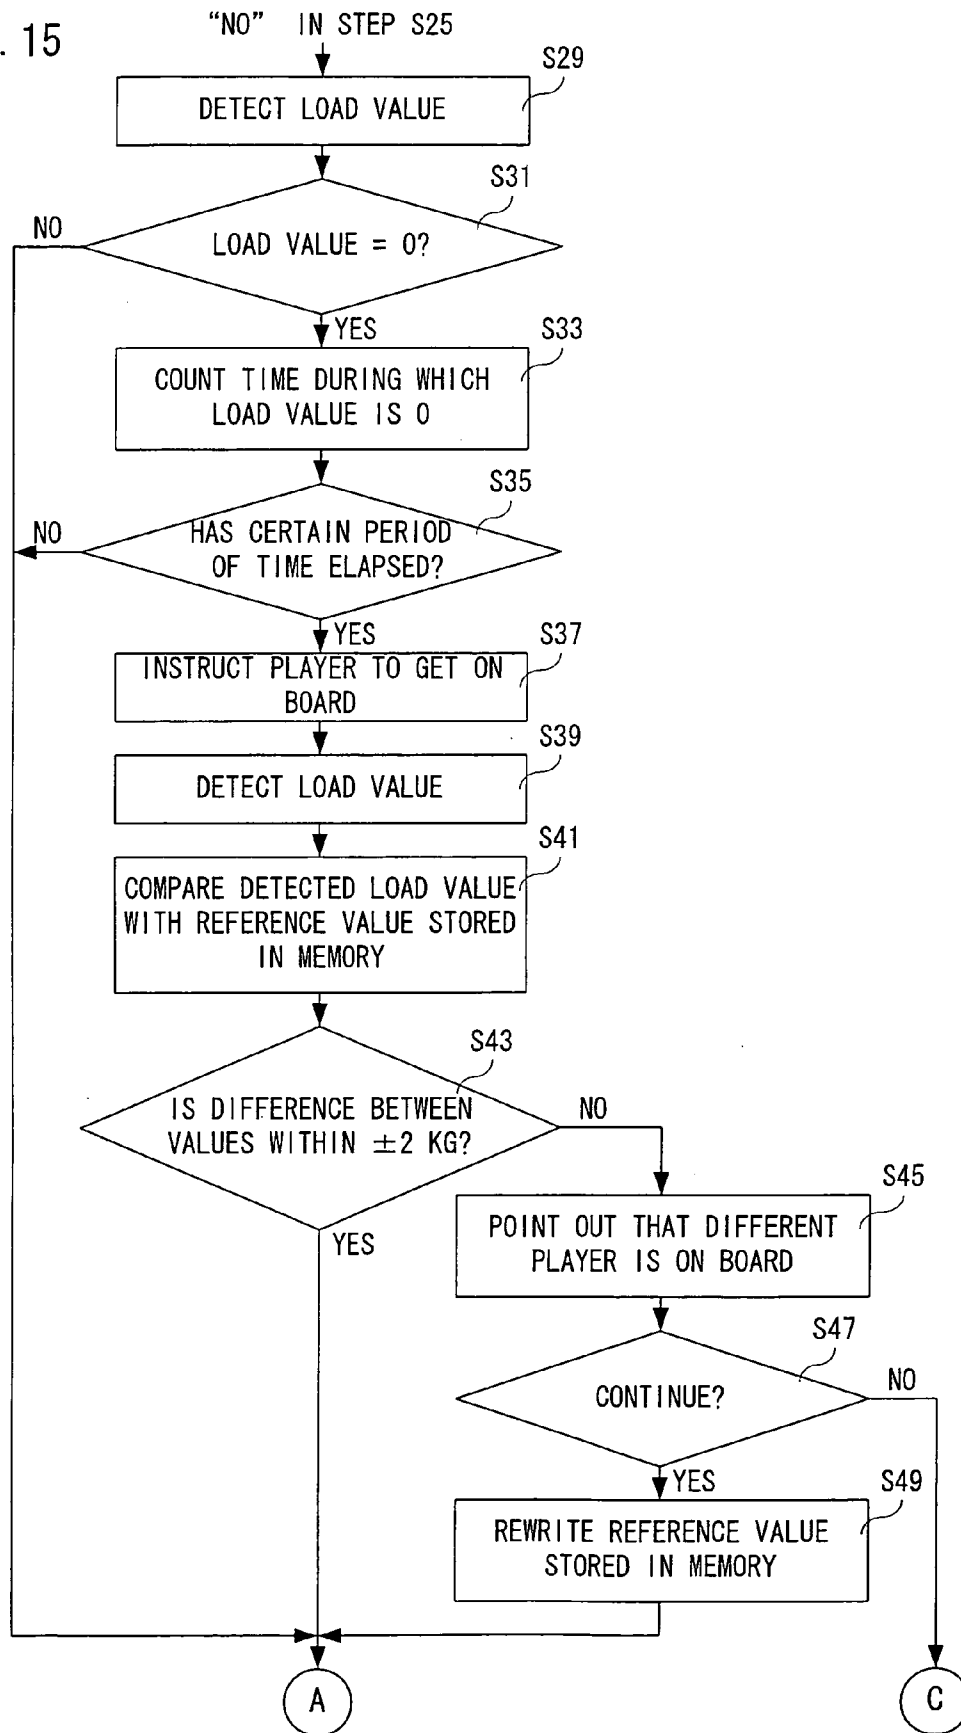 . 15
“NO” IN STEP S25
S29
DETECT LOAD VALUE
S31
NO
LOAD VALUE = 0?
YES
S33
COUNT TIME DURING WHICH
LOAD VALUE IS 0
S35
NO
HAS CERTAIN PERIOD
OF TIME ELAPSED?
YES
S37
INSTRUCT PLAYER TO GET ON
BOARD
S39
DETECT LOAD VALUE
S41
COMPARE DETECTED LOAD VALUE
WITH REFERENCE VALUE STORED
IN MEMORY
S43
IS DIFFERENCE BETWEEN
VALUES WITHIN ±2 KG?
NO
YES
S45
POINT OUT THAT DIFFERENT
PLAYER IS ON BOARD
S47
CONTINUE?
NO
YES
S49
REWRITE REFERENCE VALUE
STORED IN MEMORY
A
C